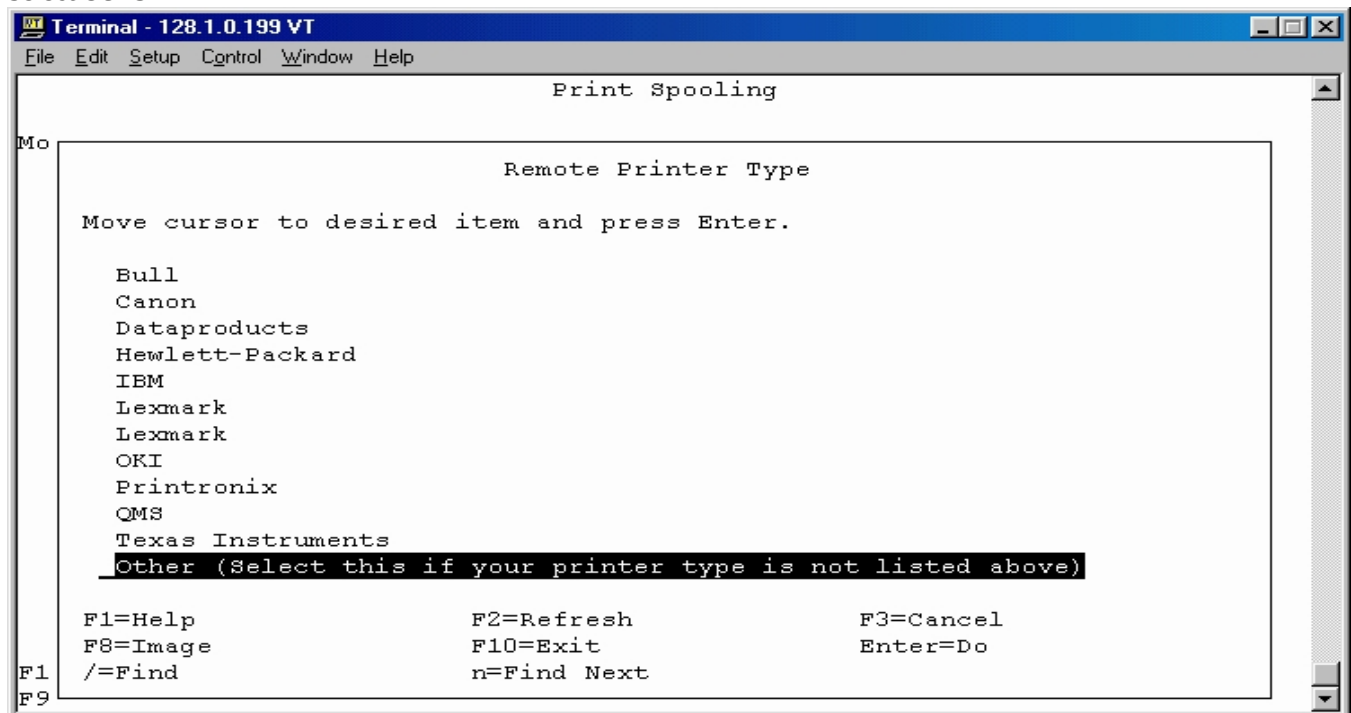 Terminal - 128.1.0.199 VT
File Edit Setup Control Window Help
Print Spooling
Mo
Remote Printer Type
Move cursor to desired item and press Enter.
Bull
Canon
Dataproducts
Hewlett-Packard
IBM
Lexmark
Lexmark
OKI
Printronix
QMS
Texas Instruments
Other (Select this if your printer type is not listed above)
F1=Help F2=Refresh F3=Cancel
F8=Image F10=Exit Enter=Do
F1 /=Find n=Find Next
F9